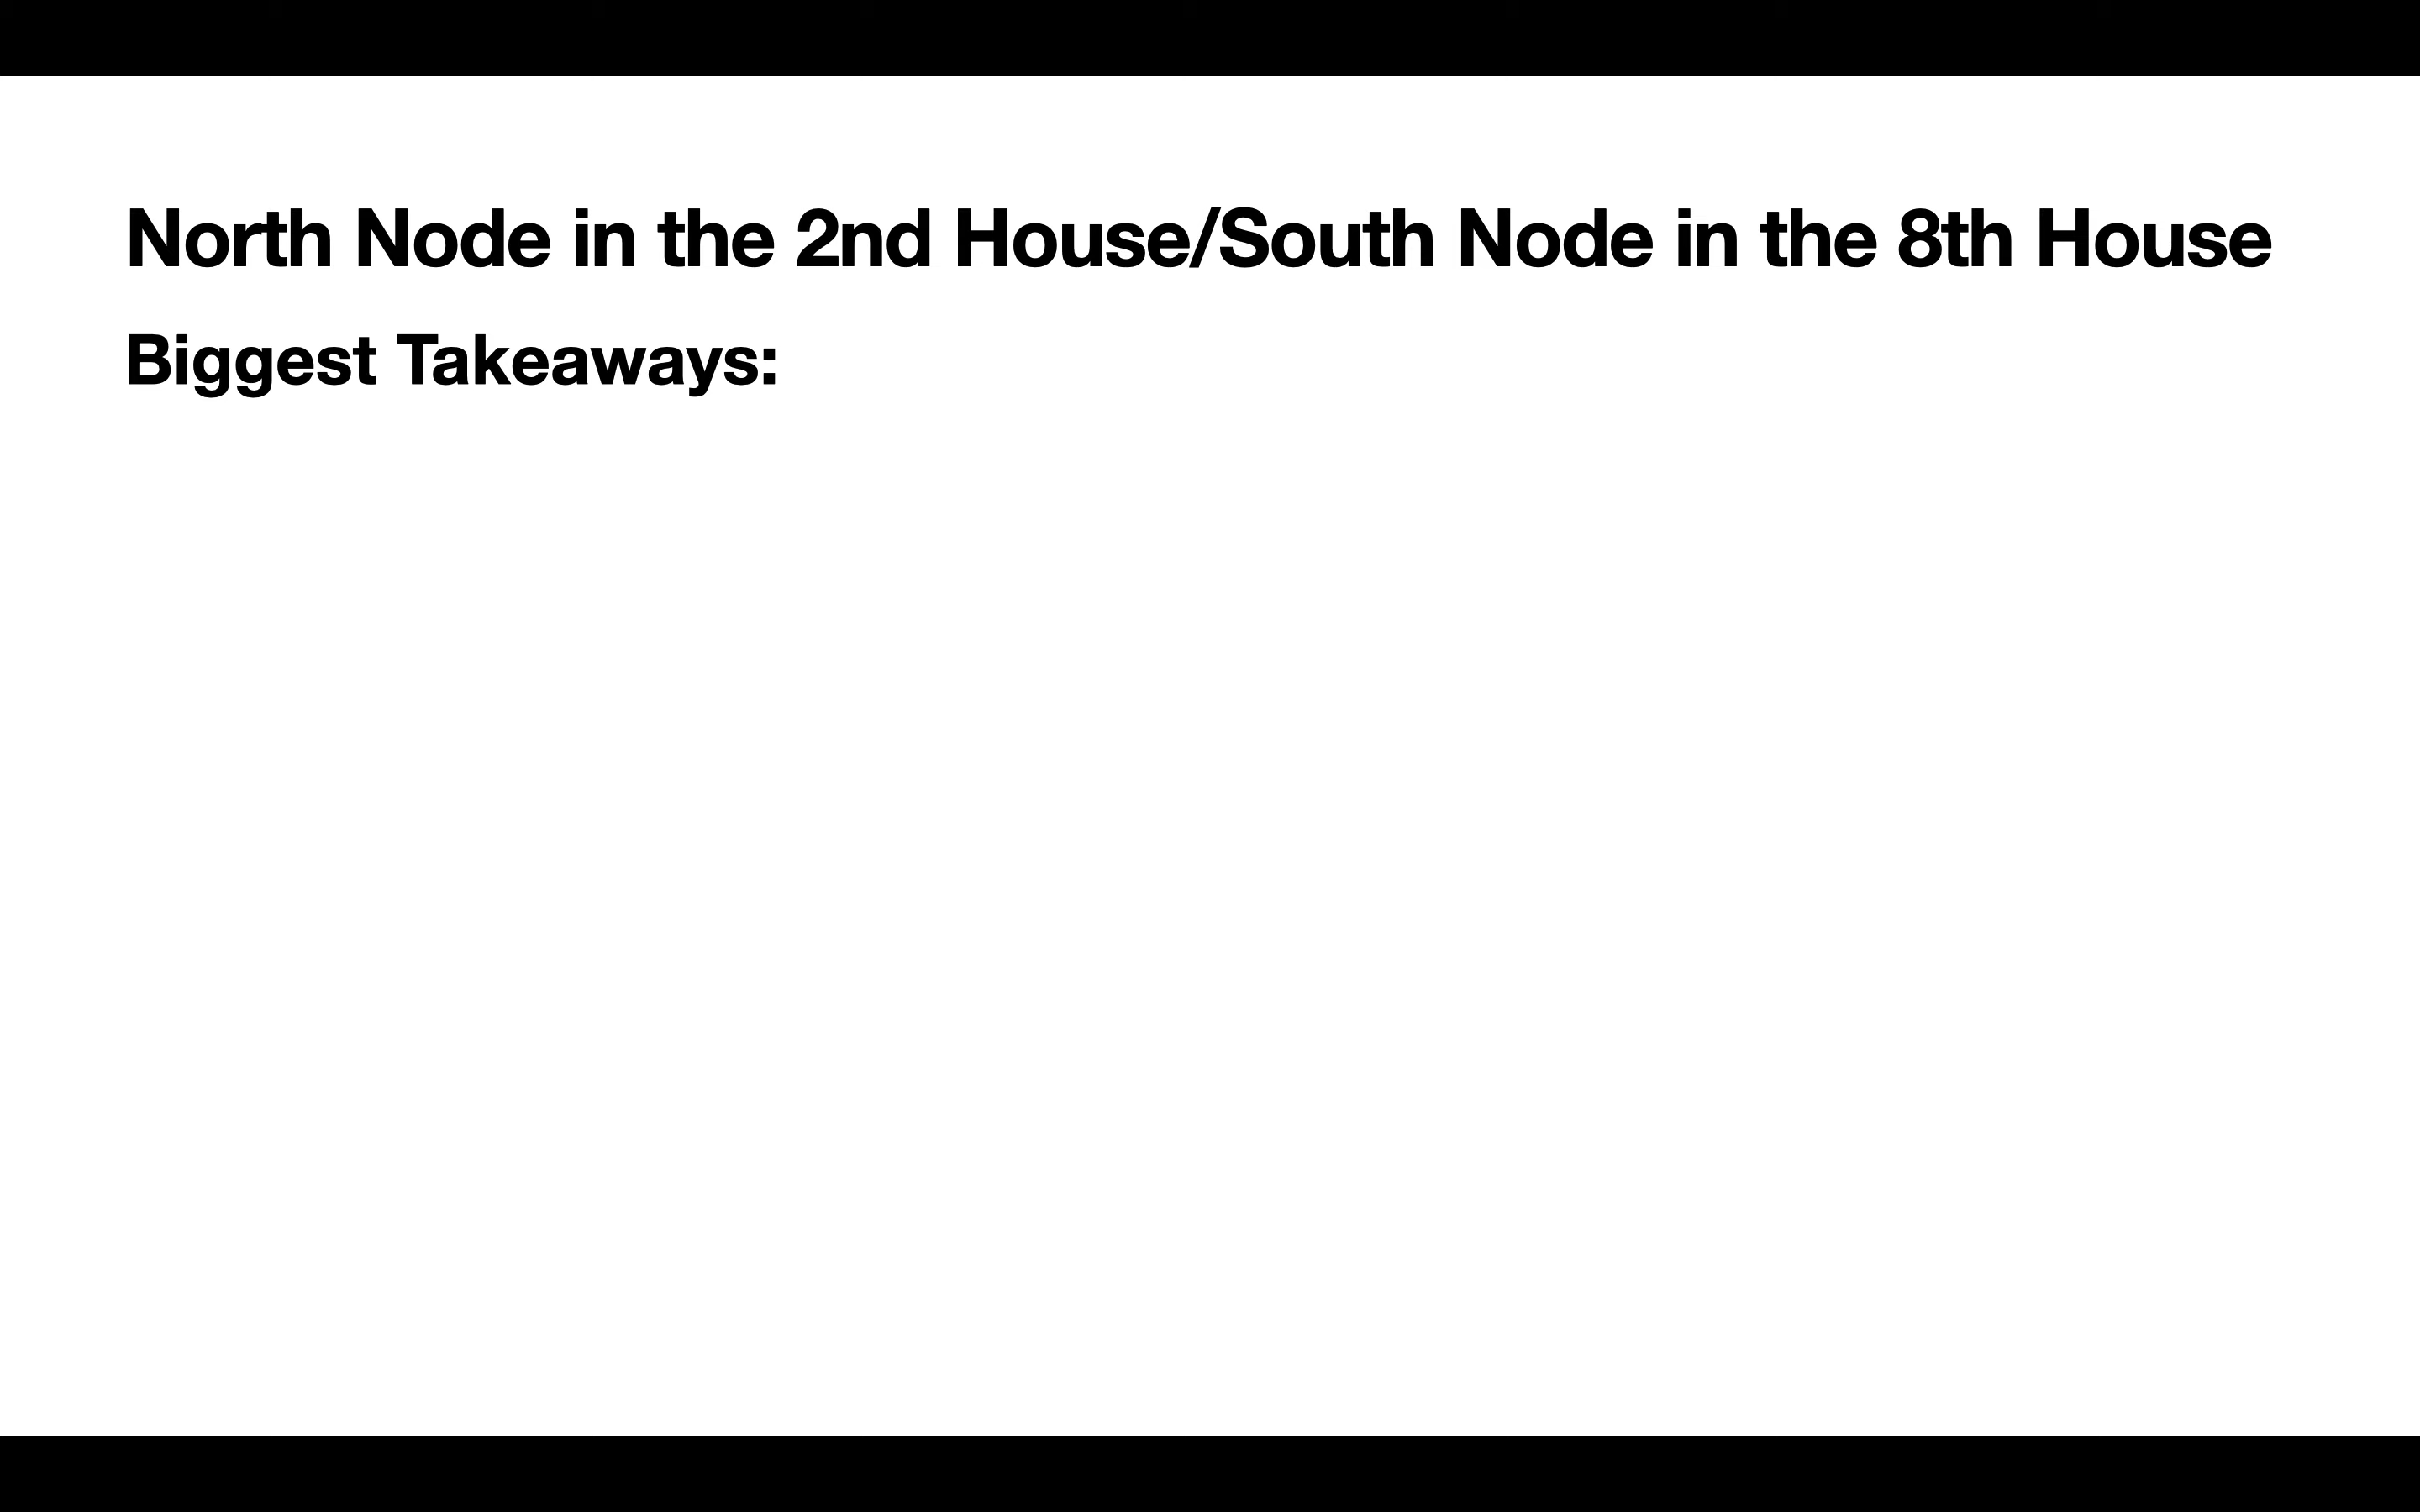 North Node in the 2nd House/South Node in the 8th House
Biggest Takeaways: